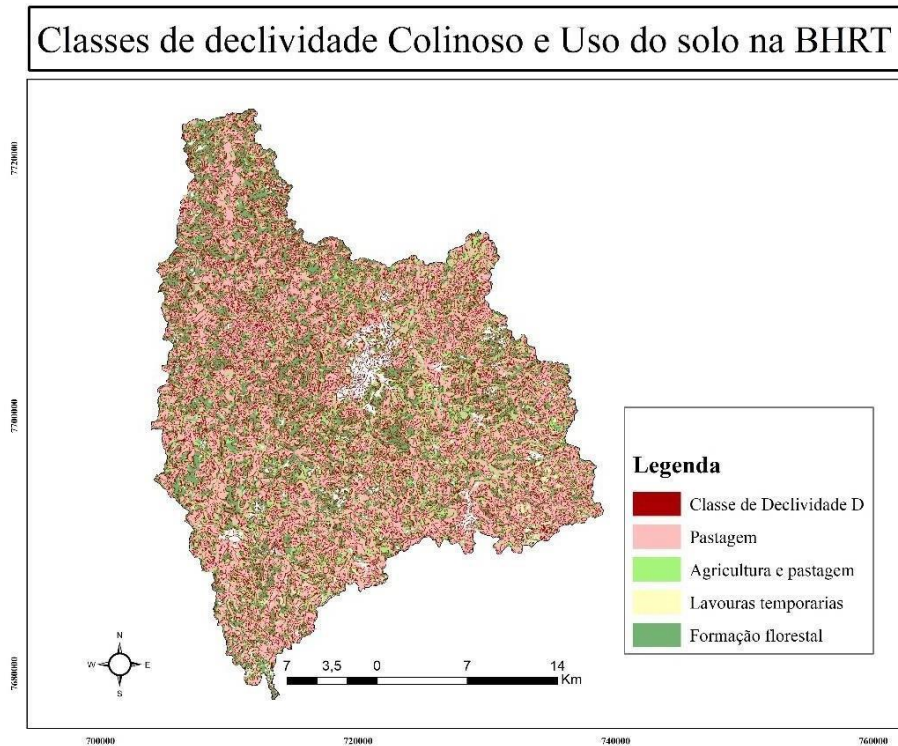 Classes de declividade Colinoso e Uso do solo na BHRT
7720000
7700000
7680000
Legenda
Classe de Declividade D
Pastagem
Agricultura e pastagem
Lavouras temporarias
Formação florestal
N
W E
S
7 3,5 0 7 14
Km
700000 720000 740000 760000